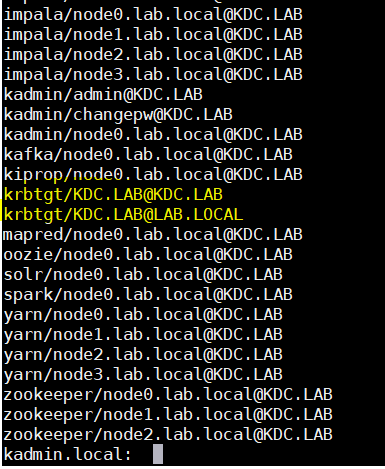 impala/node0.lab.local@KDC.LAB
impala/node1.lab.local@KDC.LAB
impala/node2.lab.local@KDC.LAB
impala/node3.lab.local@KDC.LAB
kadmin/admin@KDC.LAB
kadmin/changepw@KDC.LAB
kadmin/node0.lab.local@KDC.LAB
kafka/node0.lab.local@KDC.LAB
kiprop/node0.lab.local@KDC.LAB
krbtgt/KDC.LAB@KDC.LAB
krbtgt/KDC.LAB@LAB.LOCAL
mapred/node0.lab.local@KDC.LAB
oozie/node0.lab.local@KDC.LAB
solr/node0.lab.local@KDC.LAB
spark/node0.lab.local@KDC.LAB
yarn/node0.lab.local@KDC.LAB
yarn/node1.lab.local@KDC.LAB
yarn/node2.lab.local@KDC.LAB
yarn/node3.lab.local@KDC.LAB
zookeeper/node0.lab.local@KDC.LAB
zookeeper/node1.lab.local@KDC.LAB
zookeeper/node2.lab.local@KDC.LAB
kadmin.local: